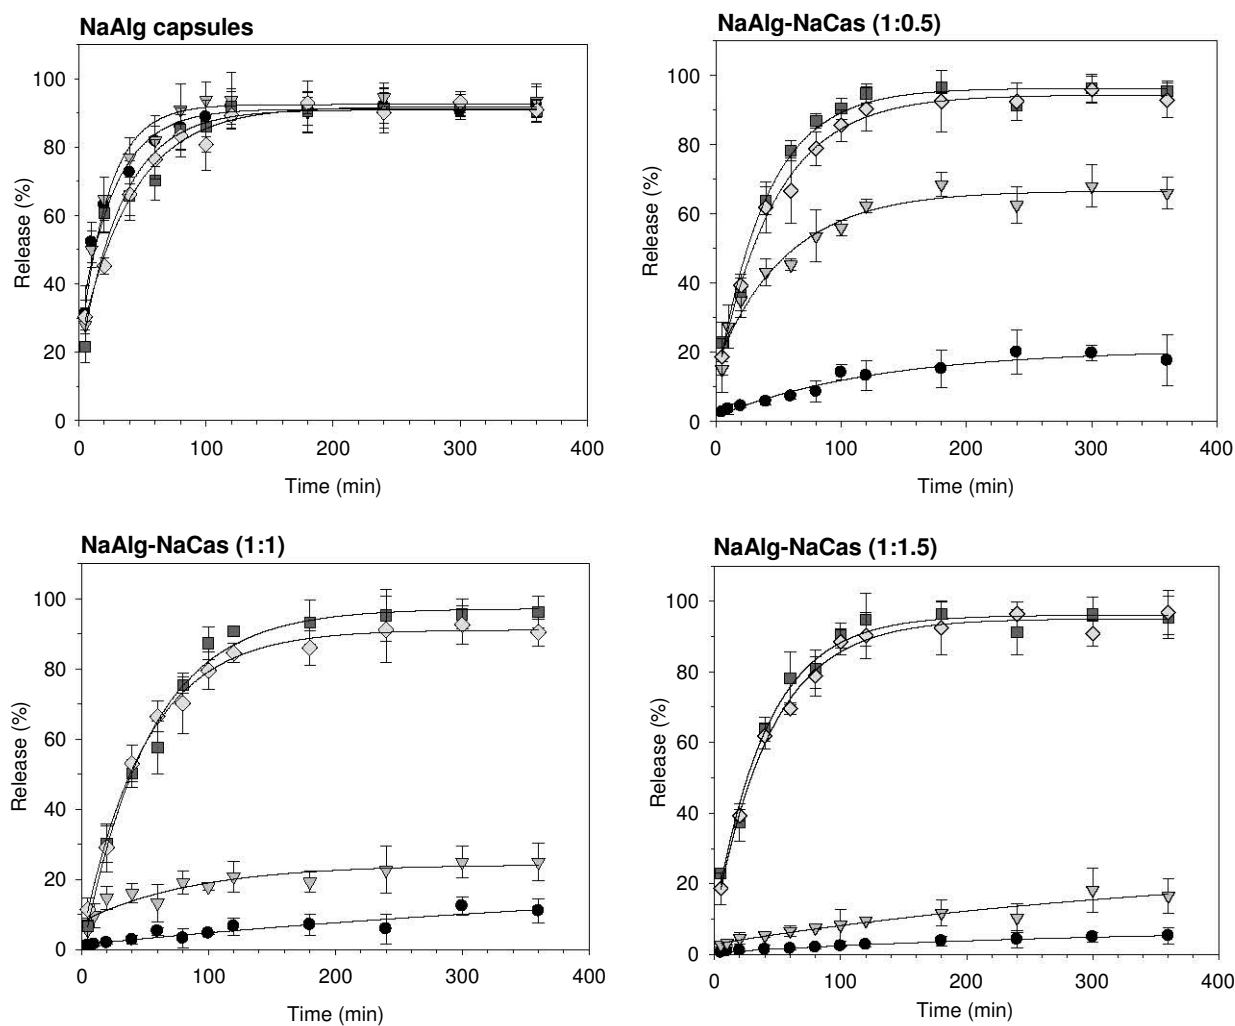 NaAlg capsules
Release (%)
100
80
60
40
20
0
0 100 200 300 400
Time (min)
NaAlg-NaCas (1:0.5)
Release (%)
100
80
60
40
20
0
0 100 200 300 400
Time (min)
NaAlg-NaCas (1:1)
Release (%)
100
80
60
40
20
0
0 100 200 300 400
Time (min)
NaAlg-NaCas (1:1.5)
Release (%)
100
80
60
40
20
0
0 100 200 300 400
Time (min)